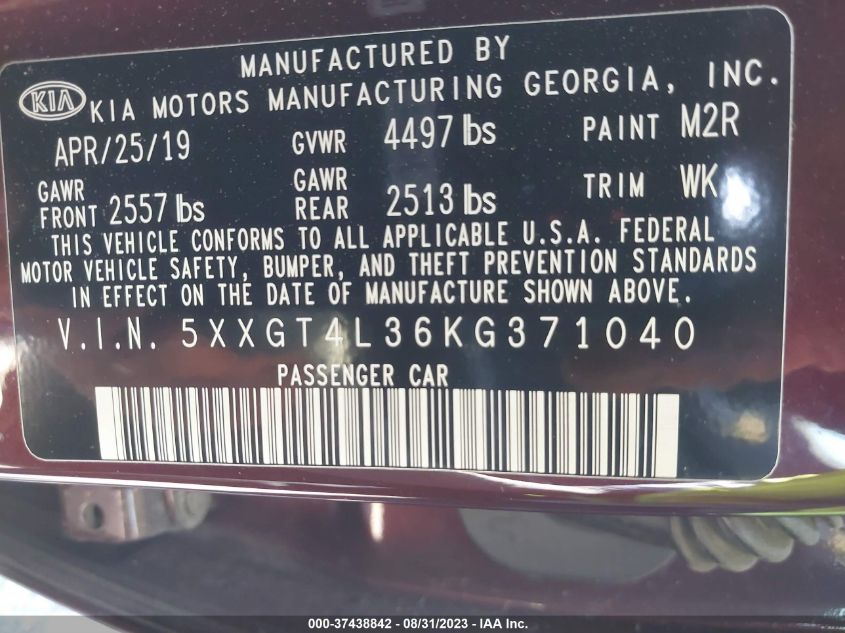 MANUFACTURED BY
KIA KIA MOTORS MANUFACTURING GEORGIA, INC.
APR/25/19 GVWR 4497 lbs PAINT M2R
GAWR FRONT 2557 lbs GAWR REAR 2513 lbs TRIM WK
THIS VEHICLE CONFORMS TO ALL APPLICABLE U.S.A. FEDERAL
MOTOR VEHICLE SAFETY, BUMPER, AND THEFT PREVENTION STANDARDS
IN EFFECT ON THE DATE OF MANUFACTURE SHOWN ABOVE.
V.I.N. 5XXGT4L36KG371040
PASSENGER CAR
000-37438842 - 08/31/2023 - IAA Inc.